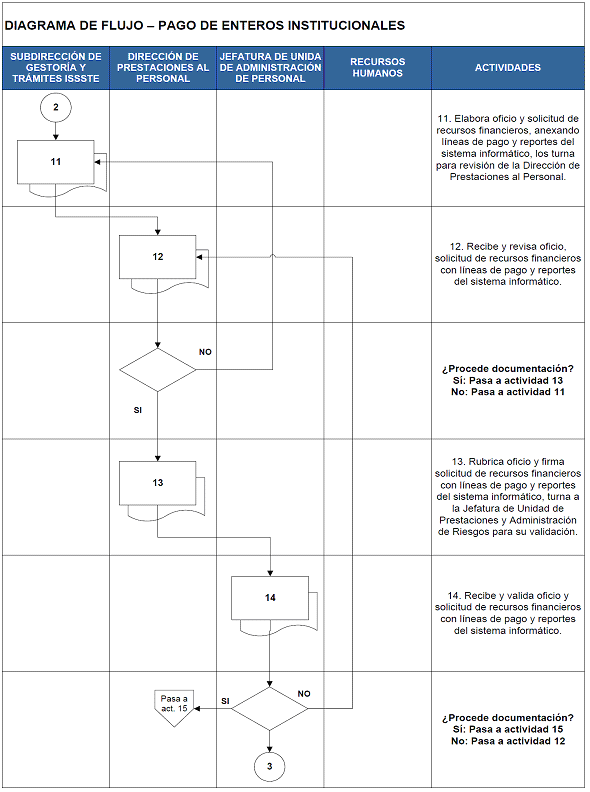 DIAGRAMA DE FLUJO – PAGO DE ENTEROS INSTITUCIONALES
SUBDIRECCIÓN DE
GESTORÍA Y
TRÁMITES ISSSTE
DIRECCIÓN DE
PRESTACIONES AL
PERSONAL
JEFATURA DE UNIDA
DE ADMINISTRACIÓN
DE PERSONAL
RECURSOS
HUMANOS
ACTIVIDADES
2
11
11. Elabora oficio y solicitud de
recursos financieros, anexando
líneas de pago y reportes del
sistema informático, los turna
para revisión de la Dirección de
Prestaciones al Personal.
12
12. Recibe y revisa oficio,
solicitud de recursos financieros
con líneas de pago y reportes
del sistema informático.
NO
SI
¿Procede documentación?
Sí: Pasa a actividad 13
No: Pasa a actividad 11
13
13. Rubrica oficio y firma
solicitud de recursos financieros
con líneas de pago y reportes
del sistema informático, turna a
la Jefatura de Unidad de
Prestaciones y Administración
de Riesgos para su validación.
14
14. Recibe y valida oficio y
solicitud de recursos financieros
con líneas de pago y reportes
del sistema informático.
Pasa a
act. 15
SI
NO
3
¿Procede documentación?
Sí: Pasa a actividad 15
No: Pasa a actividad 12